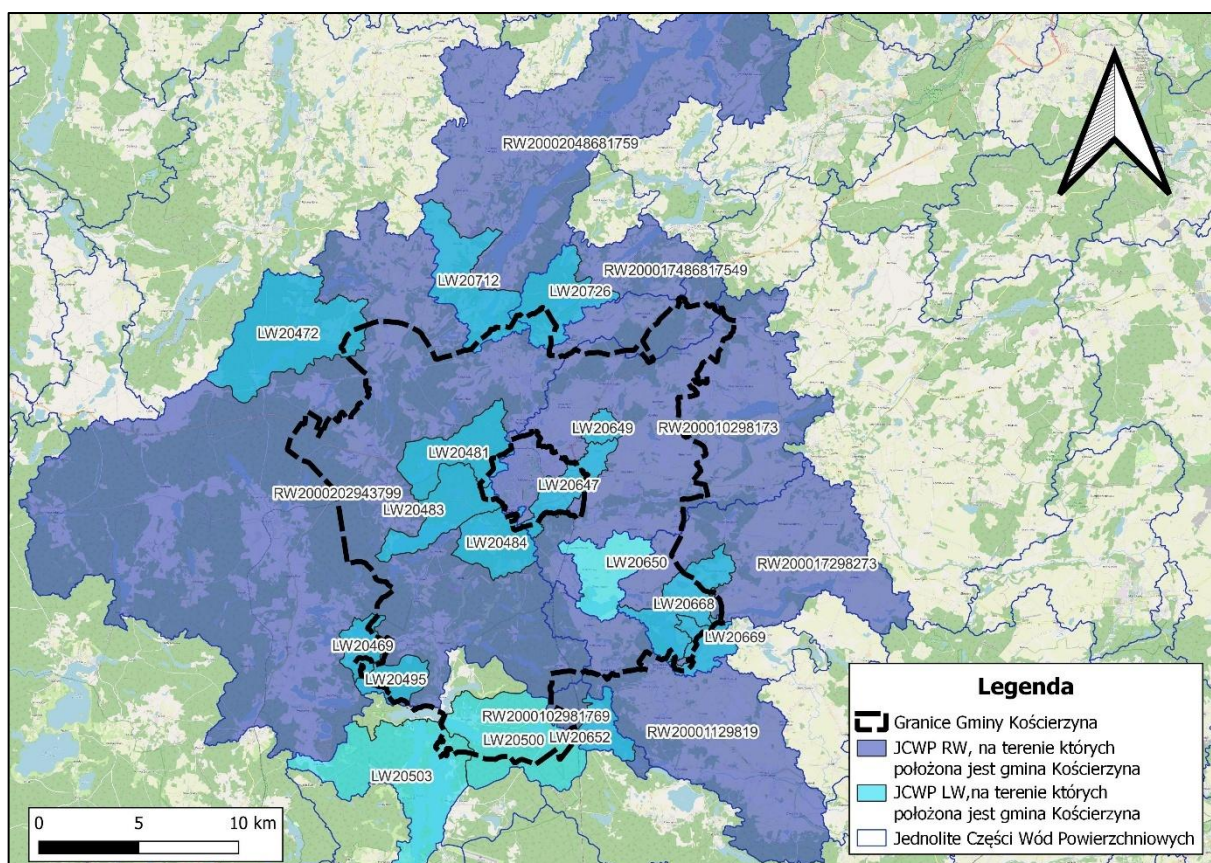 RW20002048681759
RW200017486817549
LW20712
LW20726
LW20472
LW20649
RW200010298173
LW20481
LW20647
RW2000202943799
LW20483
LW20484
LW20650
RW200017298273
LW20668
LW20669
LW20469
LW20495
RW2000102981769
LW20500
LW20652
RW20001129819
LW20503
Legenda
Granice Gminy Kościerzyna
JCWP RW, na terenie których
położona jest gmina Kościerzyna
JCWP LW,na terenie których
położona jest gmina Kościerzyna
Jednolite Części Wód Powierzchniowych
0 5 10 km